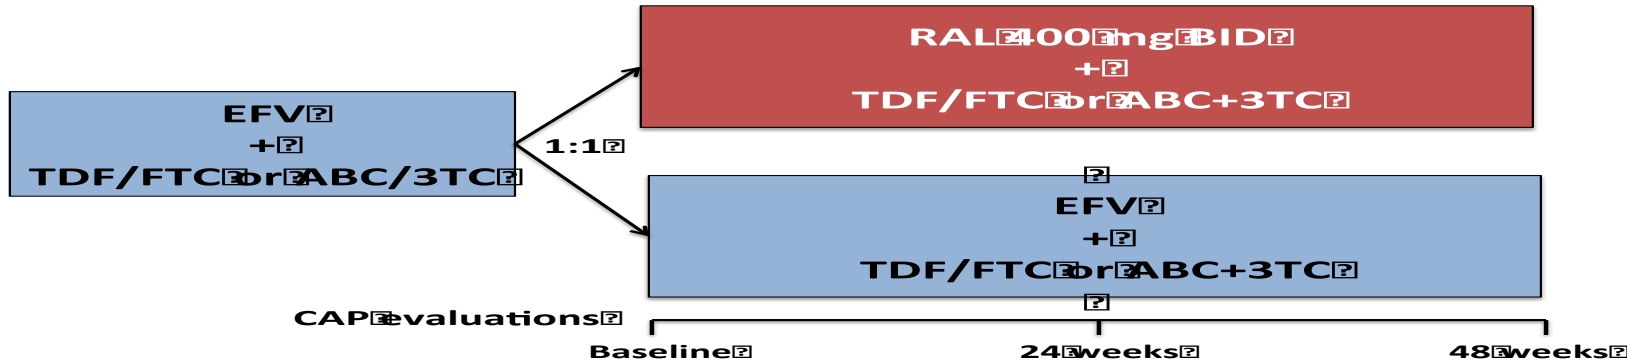 RAL 400 mg BID
+
TDF/FTC or ABC+3TC
EFV
+
TDF/FTC or ABC/3TC
1:1
EFV
+
TDF/FTC or ABC+3TC
CAP evaluations
Baseline
24 weeks
48 weeks